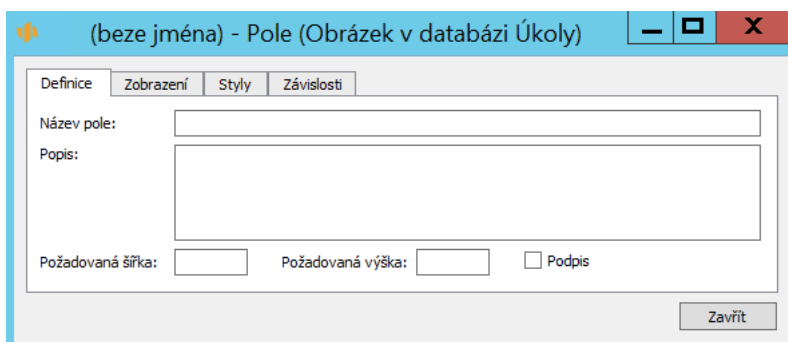 (beze jména) - Pole (Obrázek v databázi Úkoly)
Definice Zobrazení Styly Závislosti
Název pole:
Popis:
Požadovaná šířka: Požadovaná výška: Podpis
Zavřít